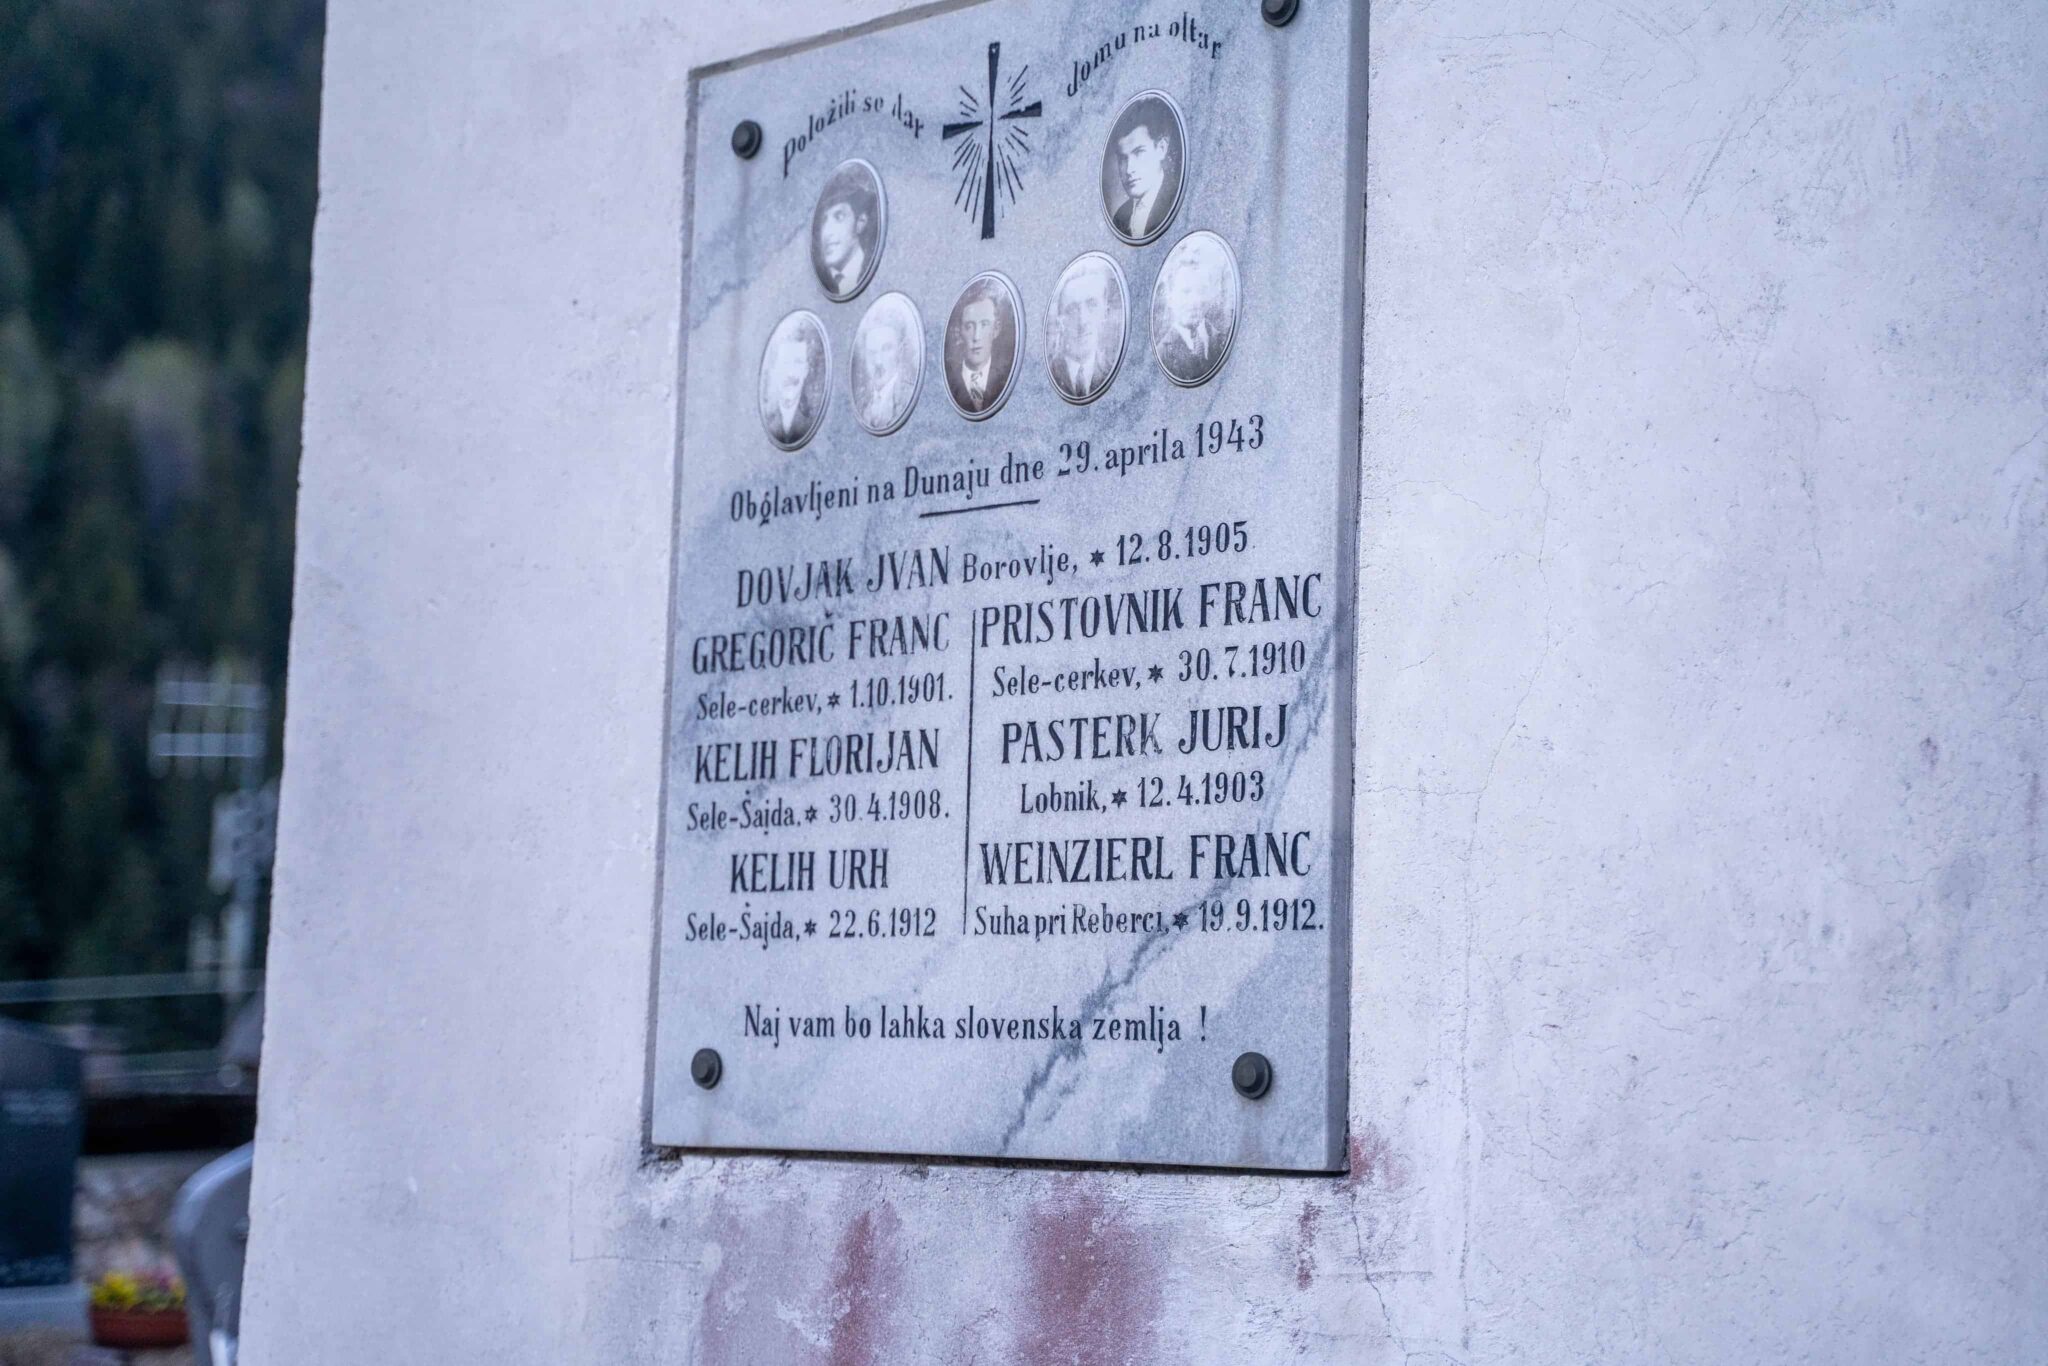 Položili se dar domu na oltar
Obglavljeni na Dunaju dne 29. aprila 1943
DOVJAK JVAN Borovlje, * 12.8.1905
GREGORIČ FRANC
Sele-cerkev, * 1.10.1901.
KELIH FLORIJAN
Sele-Šajda, * 30.4.1908.
KELIH URH
Sele-Šajda, * 22.6.1912
PRISTOVNIK FRANC
Sele-cerkev, * 30.7.1910
PASTERK JURIJ
Lobnik, * 12.4.1903
WEINZIERL FRANC
Suha pri Reberci, * 19.9.1912.
Naj vam bo lahka slovenska zemlja !